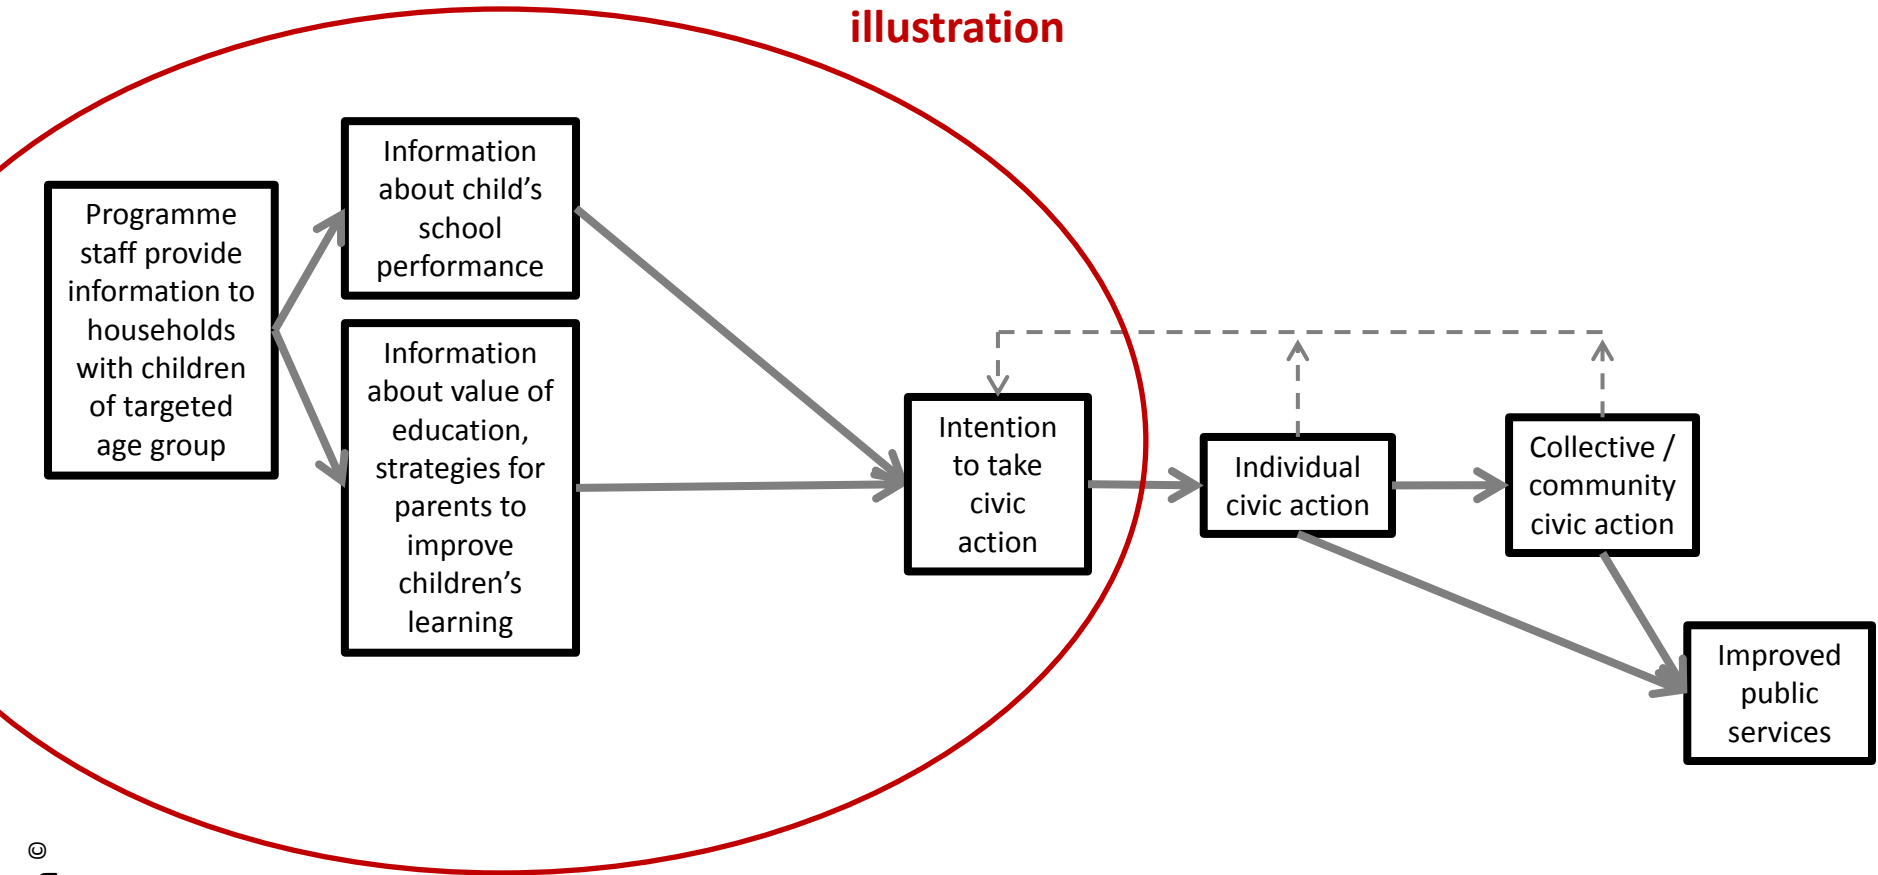 illustration
Programme
staff provide
information to
households
with children
of targeted
age group
Information
about child’s
school
performance
Information
about value of
education,
strategies for
parents to
improve
children’s
learning
Intention
to take
civic
action
Individual
civic action
Collective /
community
civic action
Improved
public
services
©